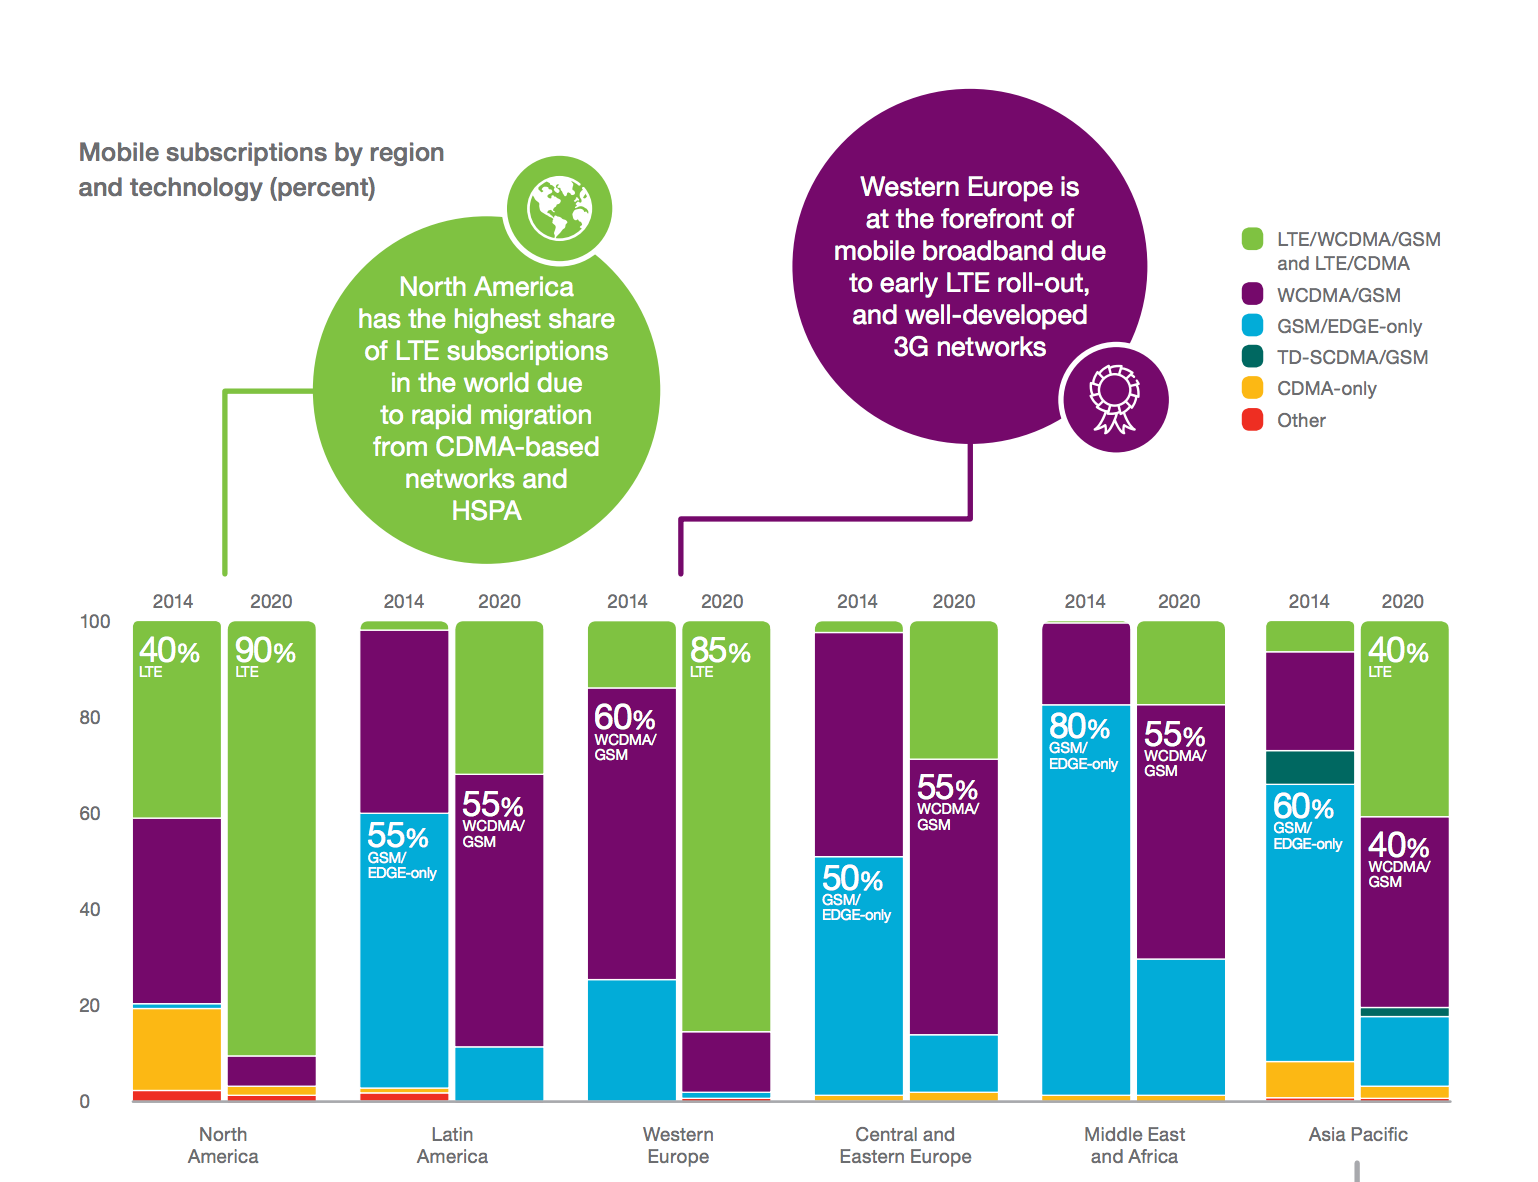 Mobile subscriptions by region
and technology (percent)
North America
has the highest share
of LTE subscriptions
in the world due
to rapid migration
from CDMA-based
networks and
HSPA
Western Europe is
at the forefront of
mobile broadband due
to early LTE roll-out,
and well-developed
3G networks
LTE/WCDMA/GSM
and LTE/CDMA
WCDMA/GSM
GSM/EDGE-only
TD-SCDMA/GSM
CDMA-only
Other
2014 2020 2014 2020 2014 2020 2014 2020 2014 2020 2014 2020
100
80
60
40
20
0
40%
LTE
90%
LTE
55%
GSM/
EDGE-only
55%
WCDMA/
GSM
60%
WCDMA/
GSM
85%
LTE
50%
GSM/
EDGE-only
55%
WCDMA/
GSM
80%
GSM/
EDGE-only
55%
WCDMA/
GSM
60%
GSM/
EDGE-only
40%
LTE
40%
WCDMA/
GSM
North
America
Latin
America
Western
Europe
Central and
Eastern Europe
Middle East
and Africa
Asia Pacific